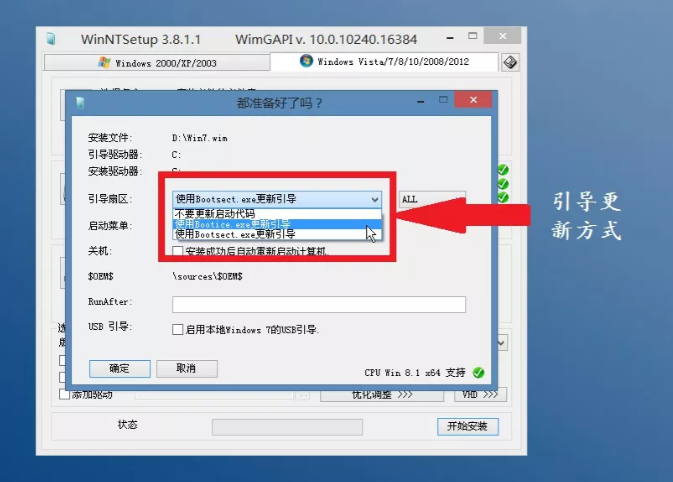 WinNTSetup 3.8.1.1 WimGAPI v. 10.0.10240.16384
Windows 2000/XP/2003
Windows Vista/7/8/10/2008/2012
都准备好了吗？
安装文件: D:\Win7.wim
引导驱动器: C:
安装驱动器:
引导扇区: 使用Bootsect.exe更新引导 ALL
不要更新启动代码
使用Bootice.exe更新引导
使用Bootsect.exe更新引导
启动菜单:
关机: 安装成功后自动重新启动计算机.
$OEM$ \sources\$OEM$
RunAfter:
USB 引导: 启用本地Windows 7的USB引导.
确定 取消
CPU Win 8.1 x64 支持
添加驱动 优化调整 >>> VHD >>>
状态 开始安装
引导更
新方式